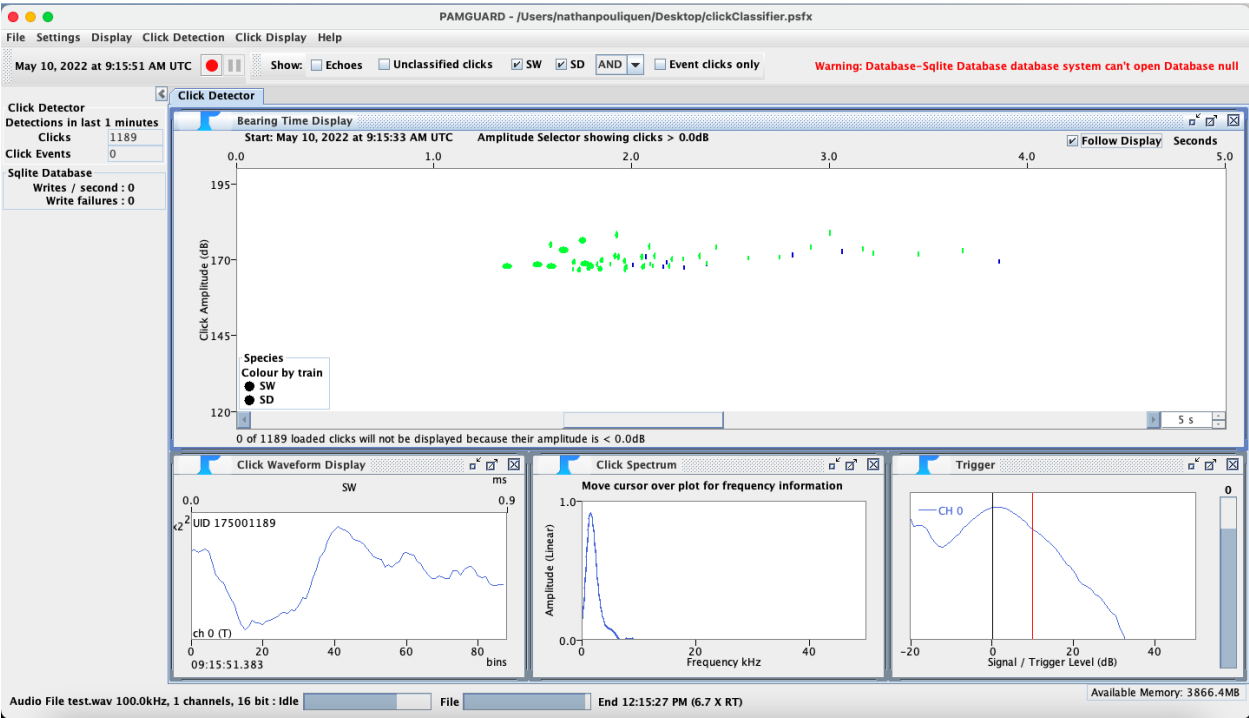 PAMGUARD - /Users/nathanpouliquen/Desktop/clickClassifier.psfx
File Settings Display Click Detection Click Display Help
May 10, 2022 at 9:15:51 AM UTC Show: Echoes Unclassified clicks SW SD AND Event clicks only Warning: Database-Sqlite Database database system can't open Database null
Click Detector
Detections in last 1 minutes
Clicks 1189
Click Events 0
Sqlite Database
Writes / second : 0
Write failures : 0
Click Detector
Bearing Time Display
Start: May 10, 2022 at 9:15:33 AM UTC Amplitude Selector showing clicks > 0.0dB Follow Display Seconds
0.0 1.0 2.0 3.0 4.0 5.0
195
170
145
120
Click Amplitude (dB)
Species
Colour by train
SW
SD
5 s
0 of 1189 loaded clicks will not be displayed because their amplitude is < 0.0dB
Click Waveform Display
SW ms
0.0 0.9
x2²
UID 175001189
ch 0 (T)
0 20 40 60 80
09:15:51.383 bins
Click Spectrum
Move cursor over plot for frequency information
1.0
0.0
Amplitude (Linear)
0 20 40
Frequency kHz
Trigger
0
CH 0
-20 0 20 40
Signal / Trigger Level (dB)
Audio File test.wav 100.0kHz, 1 channels, 16 bit : Idle File End 12:15:27 PM (6.7 X RT) Available Memory: 3866.4MB